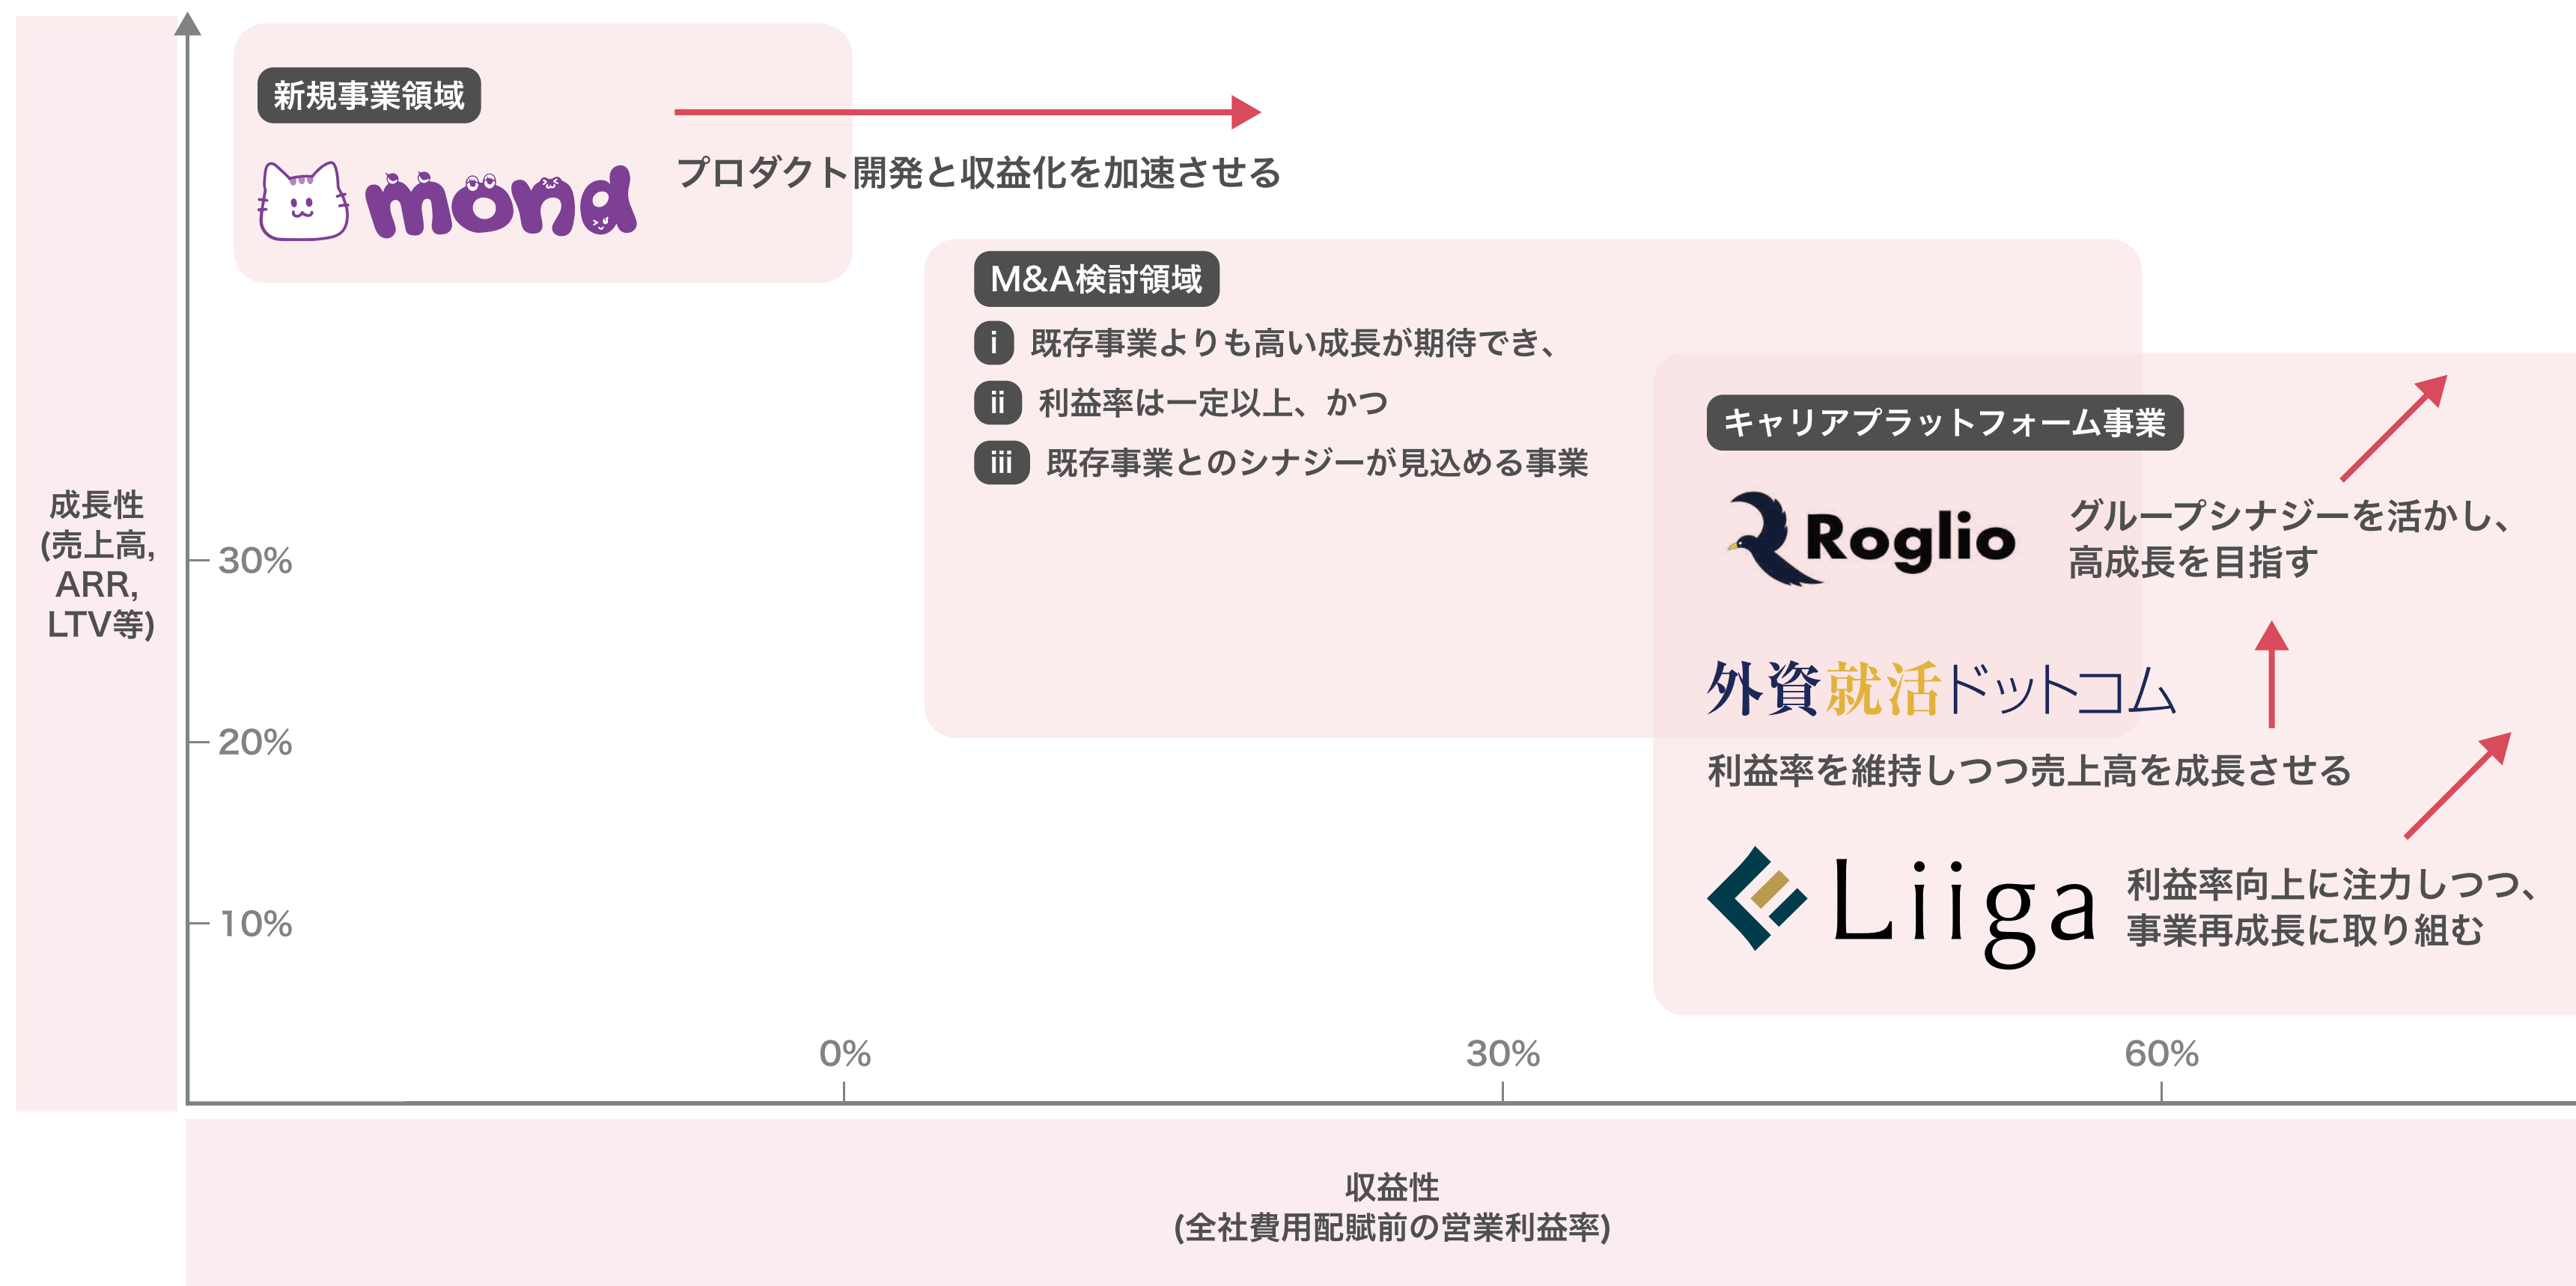 新規事業領域
mond
プロダクト開発と収益化を加速させる
M&A検討領域
i 既存事業よりも高い成長が期待でき、
ii 利益率は一定以上、かつ
iii 既存事業とのシナジーが見込める事業
キャリアプラットフォーム事業
Roglio
グループシナジーを活かし、
高成長を目指す
外資就活ドットコム
利益率を維持しつつ売上高を成長させる
Liiga
利益率向上に注力しつつ、
事業再成長に取り組む
成長性
(売上高,
ARR,
LTV等)
30%
20%
10%
0%
30%
60%
収益性
(全社費用配賦前の営業利益率)